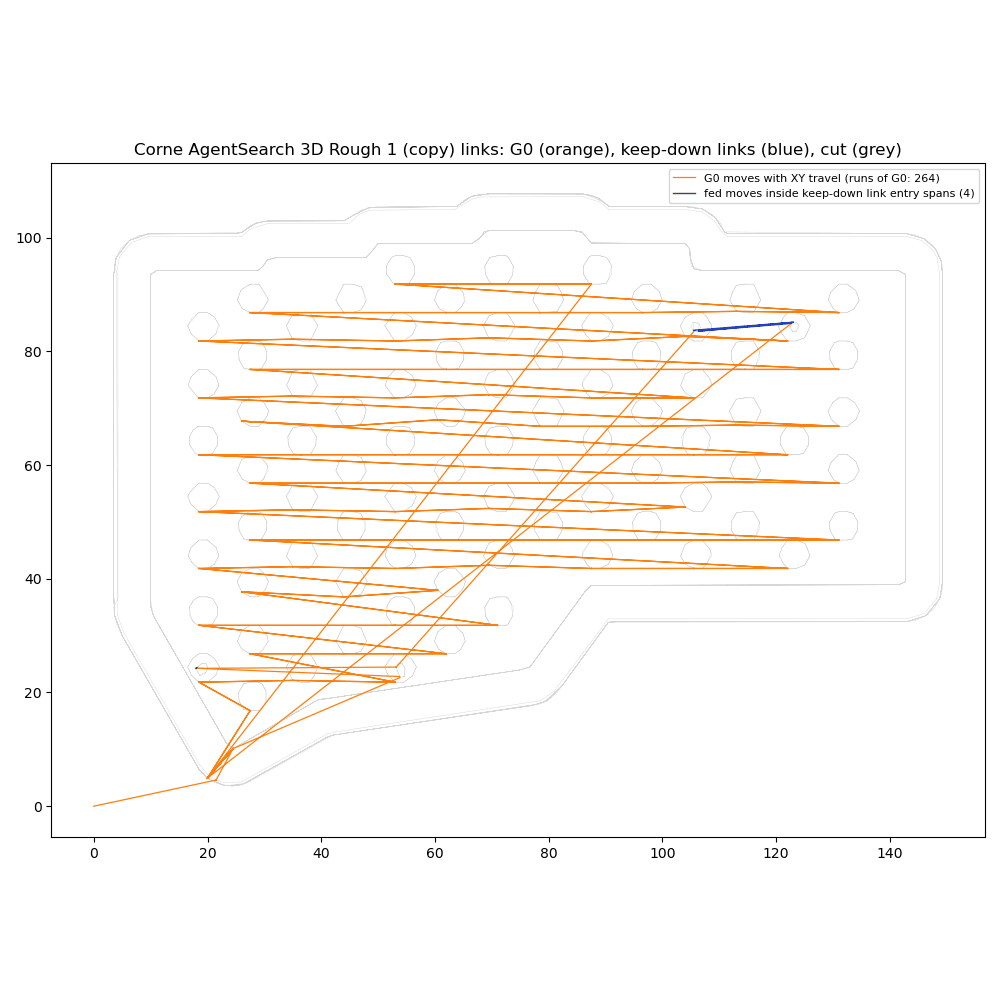 Corne AgentSearch 3D Rough 1 (copy) links: G0 (orange), keep-down links (blue), cut (grey)
G0 moves with XY travel (runs of G0: 264)
fed moves inside keep-down link entry spans (4)
100
80
60
40
20
0
0 20 40 60 80 100 120 140